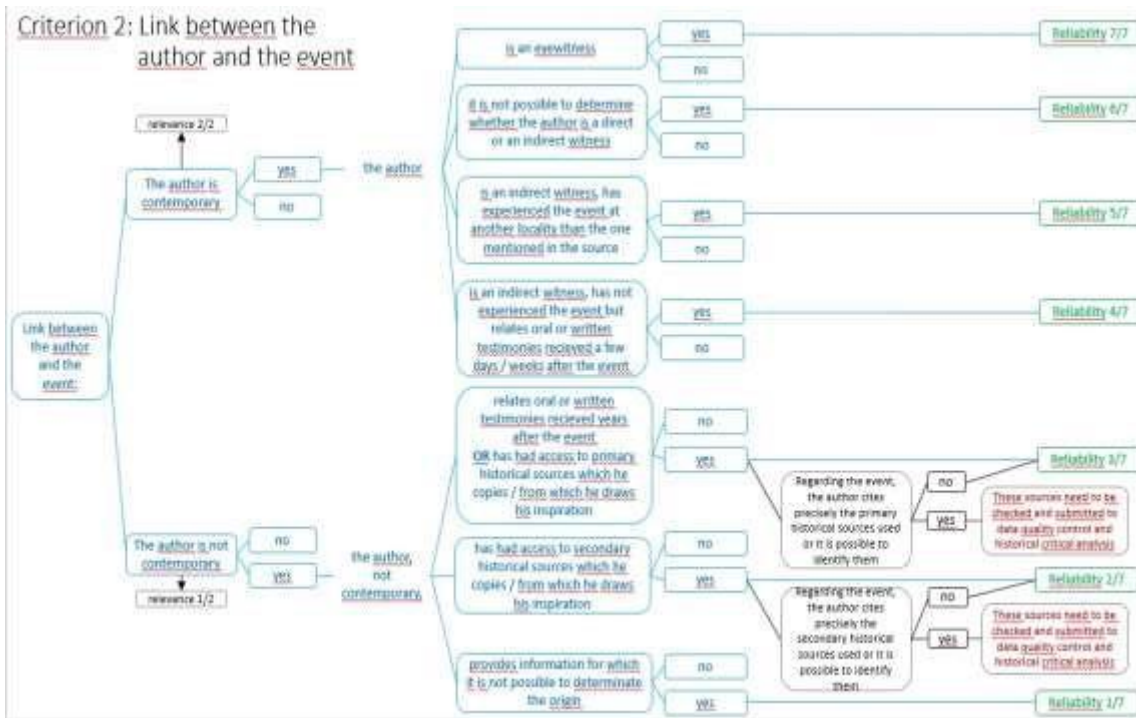 Criterion 2: Link between the
author and the event
relevance 2/2
The author is
contemporary
yes
no
the author
is an eyewitness
yes
no
Reliability 7/7
it is not possible to determine
whether the author is a direct
or an indirect witness
yes
no
Reliability 6/7
is an indirect witness, has
experienced the event at
another locality than the one
mentioned in the source
yes
no
Reliability 5/7
is an indirect witness, has not
experienced the event but
relates oral or written
testimonies recieved a few
days / weeks after the event
yes
no
Reliability 4/7
Link between
the author
and the
event:
The author is not
contemporary
no
yes
relevance 1/2
the author,
not
contemporary,
relates oral or written
testimonies recieved years
after the event
OR has had access to primary
historical sources which he
copies / from which he draws
his inspiration
no
yes
Reliability 3/7
Regarding the event,
the author cites
precisely the primary
historical sources used
or it is possible to
identify them
no
yes
These sources need to be
checked and submitted to
data quality control and
historical critical analysis
has had access to secondary
historical sources which he
copies / from which he draws
his inspiration
no
yes
Reliability 2/7
Regarding the event,
the author cites
precisely the
secondary historical
sources used or it is
possible to identify
them
no
yes
These sources need to be
checked and submitted to
data quality control and
historical critical analysis
provides information for which
it is not possible to determinate
the origin
no
yes
Reliability 1/7